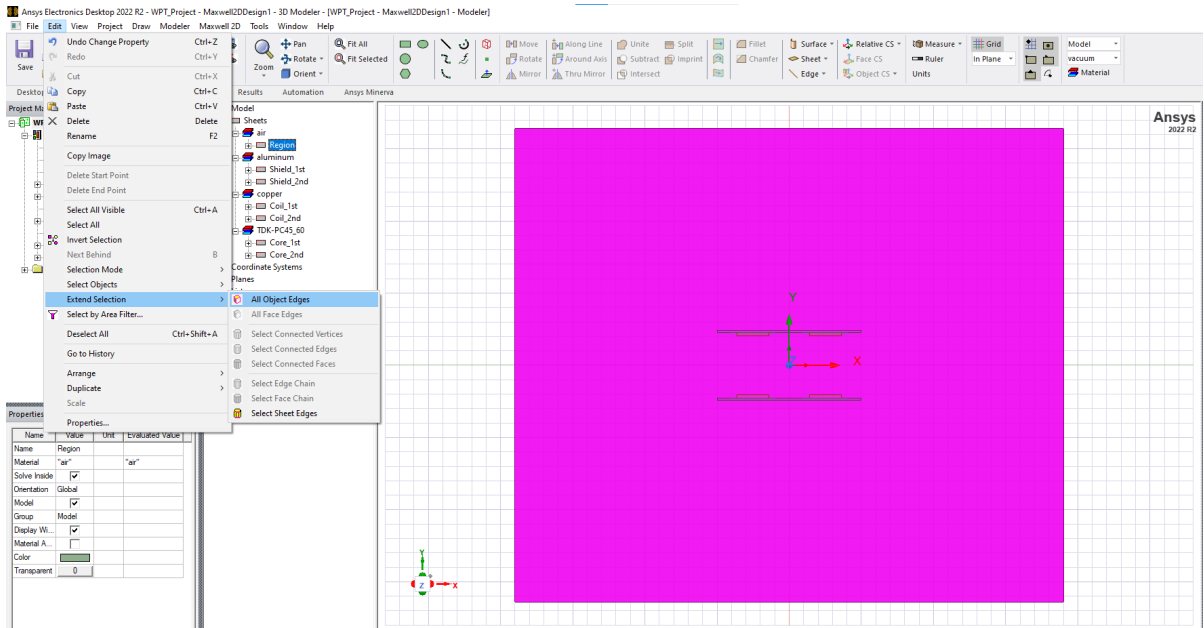 Ansys Electronics Desktop 2022 R2 - WPT_Project - Maxwell2DDesign1 - 3D Modeler - [WPT_Project - Maxwell2DDesign1 - Modeler]
File Edit View Project Draw Modeler Maxwell 2D Tools Window Help
Save
Zoom
Pan
Rotate
Orient
Fit All
Fit Selected
Move
Rotate
Mirror
Along Line
Around Axis
Thru Mirror
Unite
Subtract
Intersect
Split
Imprint
Fillet
Chamfer
Surface
Sheet
Edge
Relative CS
Face CS
Object CS
Measure
Ruler
Units
Grid
In Plane
Model
vacuum
Material
Desktop
Results Automation Ansys Minerva
Undo Change Property Ctrl+Z
Redo Ctrl+Y
Cut Ctrl+X
Copy Ctrl+C
Paste Ctrl+V
Delete Delete
Rename F2
Copy Image
Delete Start Point
Delete End Point
Select All Visible Ctrl+A
Select All
Invert Selection
Next Behind B
Selection Mode
Select Objects
Extend Selection
Select by Area Filter...
Deselect All Ctrl+Shift+A
Go to History
Arrange
Duplicate
Scale
Properties...
All Object Edges
All Face Edges
Select Connected Vertices
Select Connected Edges
Select Connected Faces
Select Edge Chain
Select Face Chain
Select Sheet Edges
Project Ma
Model
Sheets
air
Region
aluminum
Shield_1st
Shield_2nd
copper
Coil_1st
Coil_2nd
TDK-PC45_60
Core_1st
Core_2nd
Coordinate Systems
Planes
Ansys
2022 R2
Y
X
Z
Properties
Name Value Unit Evaluated Value
Name Region
Material "air" "air"
Solve Inside
Orientation Global
Model
Group Model
Display Wi...
Material A...
Color
Transparent 0
Y
Z
X